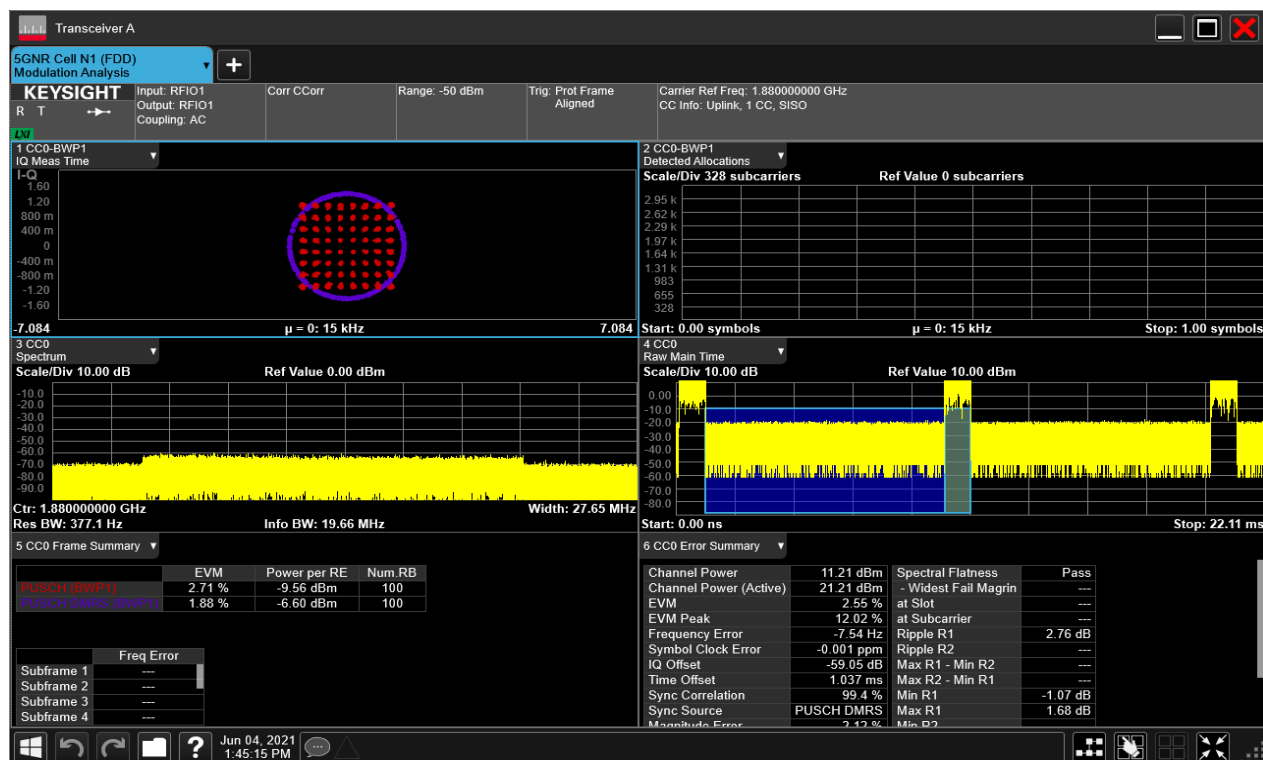 Transceiver A
5GNR Cell N1 (FDD)
Modulation Analysis
KEYSIGHT
R T
LXI
Input: RFIO1
Output: RFIO1
Coupling: AC
Corr CCorr
Range: -50 dBm
Trig: Prot Frame
Aligned
Carrier Ref Freq: 1.880000000 GHz
CC Info: Uplink, 1 CC, SISO
1 CC0-BWP1
IQ Meas Time
I-Q
1.60
1.20
800 m
400 m
0
-400 m
-800 m
-1.20
-1.60
-7.084 μ = 0: 15 kHz 7.084
2 CC0-BWP1
Detected Allocations
Scale/Div 328 subcarriers Ref Value 0 subcarriers
2.95 k
2.62 k
2.29 k
1.97 k
1.64 k
1.31 k
983
655
328
Start: 0.00 symbols μ = 0: 15 kHz Stop: 1.00 symbols
3 CC0
Spectrum
Scale/Div 10.00 dB Ref Value 0.00 dBm
-10.0
-20.0
-30.0
-40.0
-50.0
-60.0
-70.0
-80.0
-90.0
Ctr: 1.880000000 GHz Width: 27.65 MHz
Res BW: 377.1 Hz Info BW: 19.66 MHz
4 CC0
Raw Main Time
Scale/Div 10.00 dB Ref Value 10.00 dBm
0.00
-10.0
-20.0
-30.0
-40.0
-50.0
-60.0
-70.0
-80.0
Start: 0.00 ns Stop: 22.11 ms
5 CC0 Frame Summary
EVM Power per RE Num.RB
PUSCH (BWP1) 2.71 % -9.56 dBm 100
PUSCH DMRS (BWP1) 1.88 % -6.60 dBm 100
Freq Error
Subframe 1 ---
Subframe 2 ---
Subframe 3 ---
Subframe 4 ---
6 CC0 Error Summary
Channel Power 11.21 dBm Spectral Flatness Pass
Channel Power (Active) 21.21 dBm - Widest Fail Magrin ---
EVM 2.55 % at Slot ---
EVM Peak 12.02 % at Subcarrier ---
Frequency Error -7.54 Hz Ripple R1 2.76 dB
Symbol Clock Error -0.001 ppm Ripple R2 ---
IQ Offset -59.05 dB Max R1 - Min R2 ---
Time Offset 1.037 ms Max R2 - Min R1 ---
Sync Correlation 99.4 % Min R1 -1.07 dB
Sync Source PUSCH DMRS Max R1 1.68 dB
Magnitude Error 2.12 % Min R2
Jun 04, 2021
1:45:15 PM